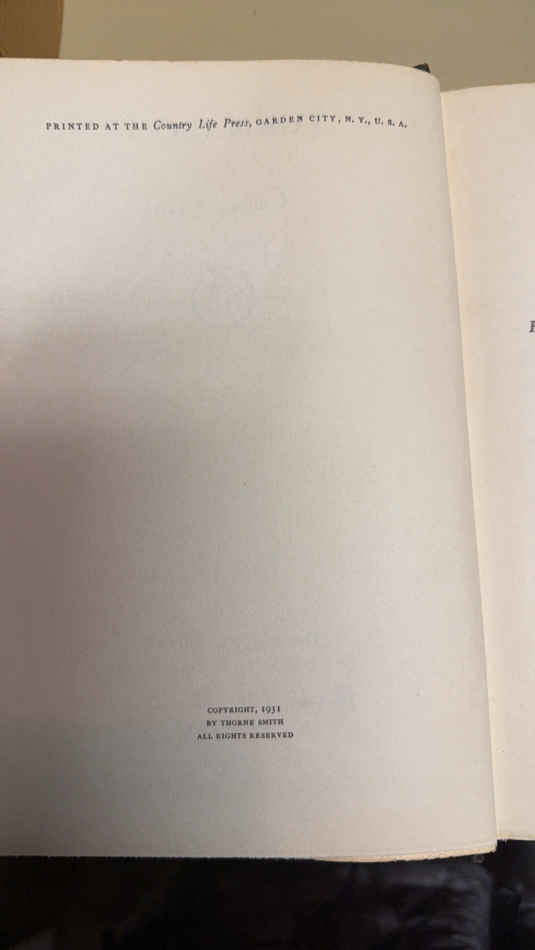 PRINTED AT THE Country Life Press, GARDEN CITY, N. Y., U. S. A.
COPYRIGHT, 1931
BY THORNE SMITH
ALL RIGHTS RESERVED